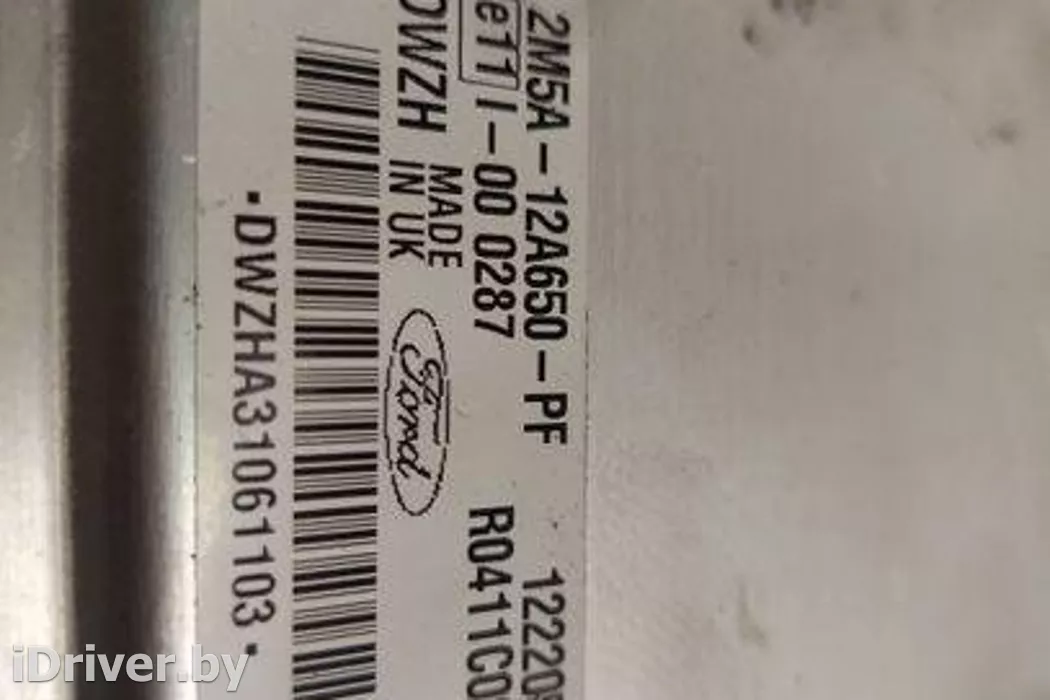 2M5A-12A650-PF 12220
e11 I-00 0287 R0411C0
DWZH MADE IN UK Ford
·DWZHA31061103·
iDriver.by